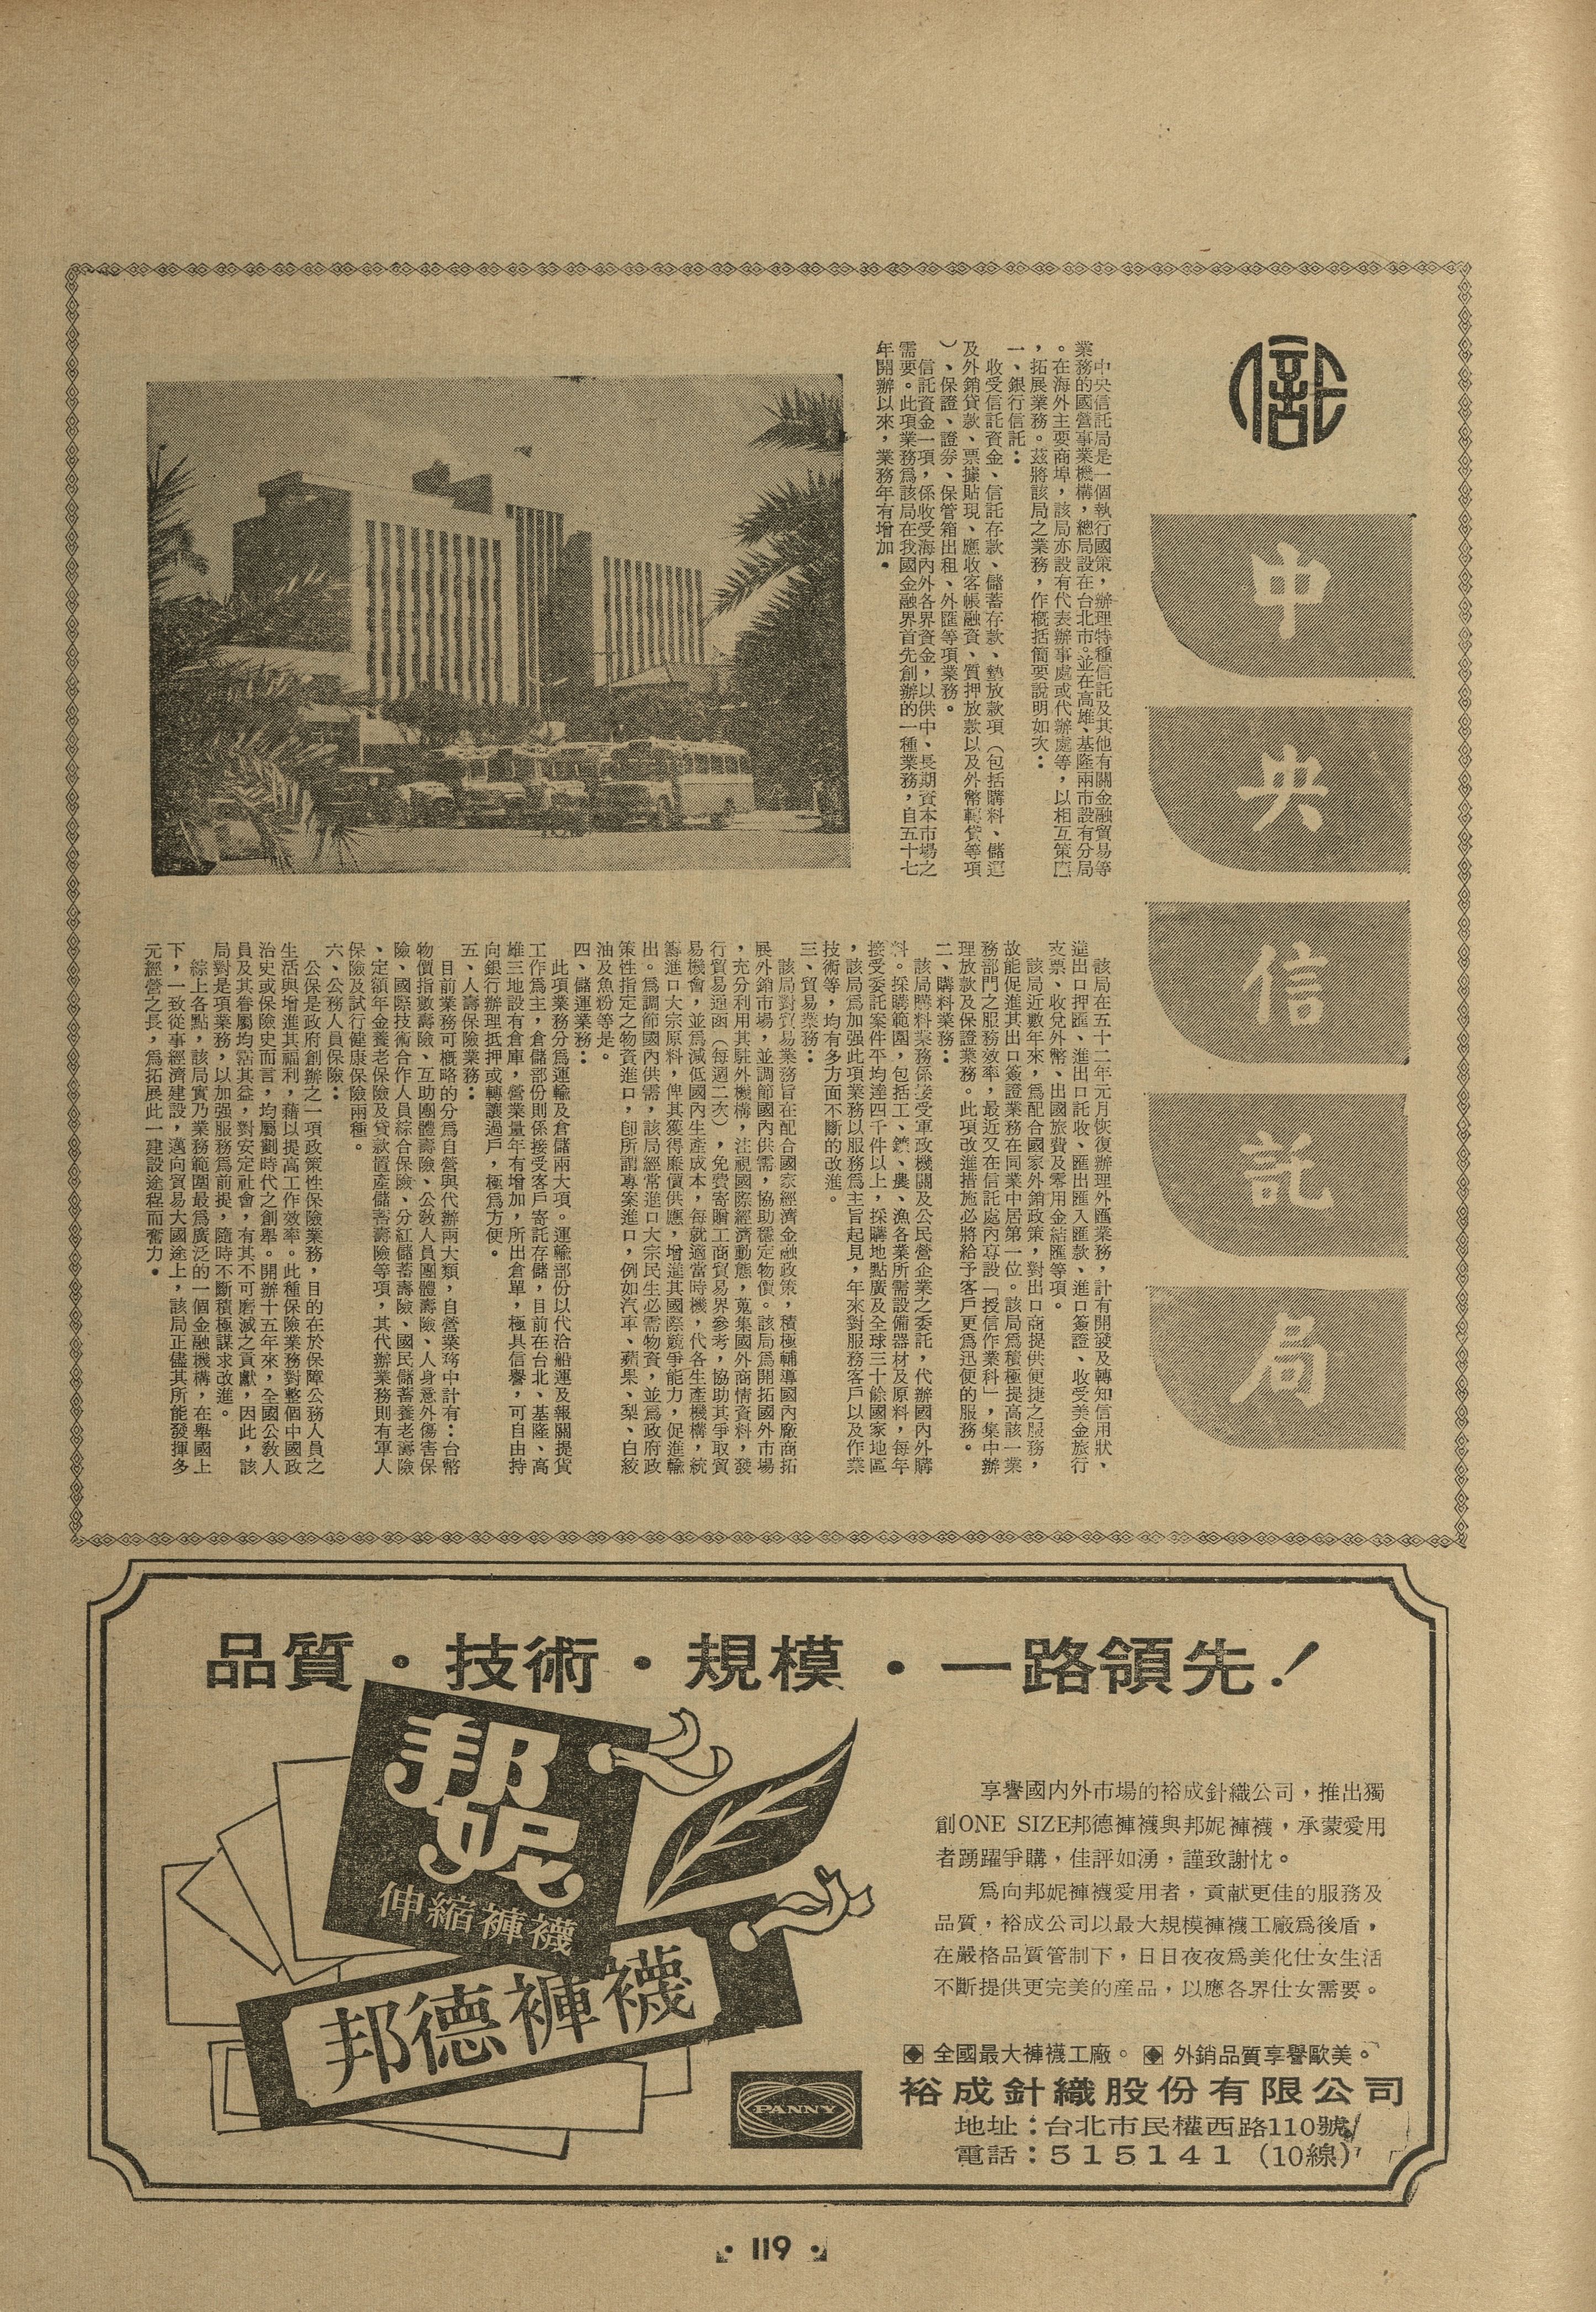 信託
中央信託局
中央信託局是一個執行國策，辦理特種信託及其他有關金融貿易等
業務的國營事業機構，總局設在台北市。並在高雄、基隆兩市設有分局
。在海外主要商埠，該局亦設有代表辦事處或代辦處等，以相互策應
，拓展業務。茲將該局之業務，作概括簡要說明如次：
一、銀行信託：
收受信託資金、信託存款、儲蓄存款、墊放款項（包括購料、儲運
及外銷貸款、票據貼現、應收客帳融資、質押放款以及外幣轉貸等項
）、保證、證券、保管箱出租、外匯等項業務。
信託資金一項，係收受海內外各界資金，以供中、長期資本市場之
需要。此項業務爲該局在我國金融界首先創辦的一種業務，自五十七
年開辦以來，業務年有增加。
該局在五十二年元月恢復辦理外匯業務，計有開發及轉知信用狀、
進出口押匯、進出口託收、匯出匯入匯款、進口簽證、收受美金旅行
支票、收兌外幣、出國旅費及零用金結匯等項。
該局近數年來，爲配合國家外銷政策，對出口商提供便捷之服務，
故能促進其出口簽證業務在同業中居第一位。該局爲積極提高該一業
務部門之服務效率，最近又在信託處內專設「授信作業科」，集中辦
理放款及保證業務。此項改進措施必將給予客戶更爲迅便的服務。
二、購料業務：
該局購料業務係接受軍政機關及公民營企業之委託，代辦國內外購
料。採購範圍，包括工、鑛、農、漁各業所需設備器材及原料，每年
接受委託案件平均達四千件以上，採購地點廣及全球三十餘國家地區
，該局爲加强此項業務以服務爲主旨起見，年來對服務客戶以及作業
技術等，均有多方面不斷的改進。
三、貿易業務：
該局對貿易業務旨在配合國家經濟金融政策，積極輔導國內廠商拓
展外銷市場，並調節國內供需，協助穩定物價。該局爲開拓國外市場
，充分利用其駐外機構，注視國際經濟動態，蒐集國外商情資料，發
行貿易通函（每週二次），免費寄贈工商貿易界參考，協助其爭取貿
易機會，並爲減低國內生產成本，每就適當時機，代各生產機構，統
籌進口大宗原料，俾其獲得廉價供應，增進其國際競爭能力，促進輸
出。爲調節國內供需，該局經常進口大宗民生必需物資，並爲政府政
策性指定之物資進口，卽所謂專案進口，例如汽車、蘋果、梨、白絞
油及魚粉等是。
四、儲運業務：
此項業務分爲運輸及倉儲兩大項。運輸部份以代洽船運及報關提貨
工作爲主，倉儲部份則係接受客戶寄託存儲，目前在台北、基隆、高
雄三地設有倉庫，營業量年有增加，所出倉單，極具信譽，可自由持
向銀行辦理抵押或轉讓過戶，極爲方便。
五、人壽保險業務：
目前業務可概略的分爲自營與代辦兩大類，自營業務中計有：台幣
物價指數壽險、互助團體壽險、公敎人員團體壽險、人身意外傷害保
險、國際技術合作人員綜合保險、分紅儲蓄壽險、國民儲蓄養老壽險
、定額年金養老保險及貸款置產儲蓄壽險等項，其代辦業務則有軍人
保險及試行健康保險兩種。
六、公務人員保險：
公保是政府創辦之一項政策性保險業務，目的在於保障公務人員之
生活與增進其福利，藉以提高工作效率。此種保險業務對整個中國政
治史或保險史而言，均屬劃時代之創舉。開辦十五年來，全國公敎人
員及其眷屬均霑其益，對安定社會，有其不可磨滅之貢獻，因此，該
局對是項業務，以加强服務爲前提，隨時不斷積極謀求改進。
綜上各點，該局實乃業務範圍最爲廣泛的一個金融機構，在舉國上
下，一致從事經濟建設，邁向貿易大國途上，該局正儘其所能發揮多
元經營之長，爲拓展此一建設途程而奮力。
品質・技術・規模・一路領先！
邦妮
伸縮褲襪
邦德褲襪
享譽國內外市場的裕成針織公司，推出獨
創ONE SIZE邦德褲襪與邦妮褲襪，承蒙愛用
者踴躍爭購，佳評如湧，謹致謝忱。
爲向邦妮褲襪愛用者，貢献更佳的服務及
品質，裕成公司以最大規模褲襪工廠爲後盾，
在嚴格品質管制下，日日夜夜爲美化仕女生活
不斷提供更完美的產品，以應各界仕女需要。
全國最大褲襪工廠。 外銷品質享譽歐美。
PANNY
裕成針織股份有限公司
地址：台北市民權西路110號
電話：515141（10線）
119